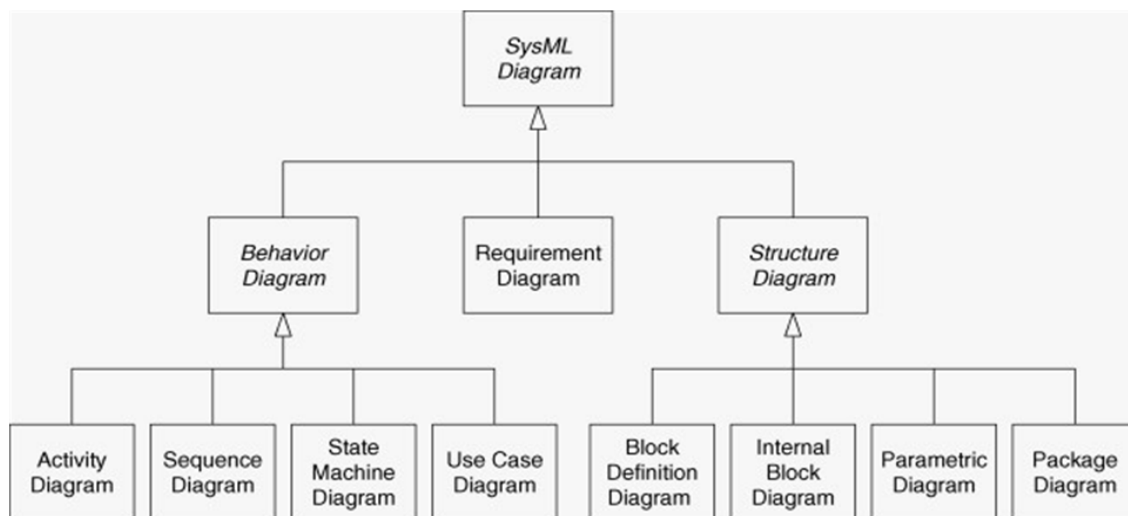 SysML
Diagram
Behavior
Diagram
Requirement
Diagram
Structure
Diagram
Activity
Diagram
Sequence
Diagram
State
Machine
Diagram
Use Case
Diagram
Block
Definition
Diagram
Internal
Block
Diagram
Parametric
Diagram
Package
Diagram